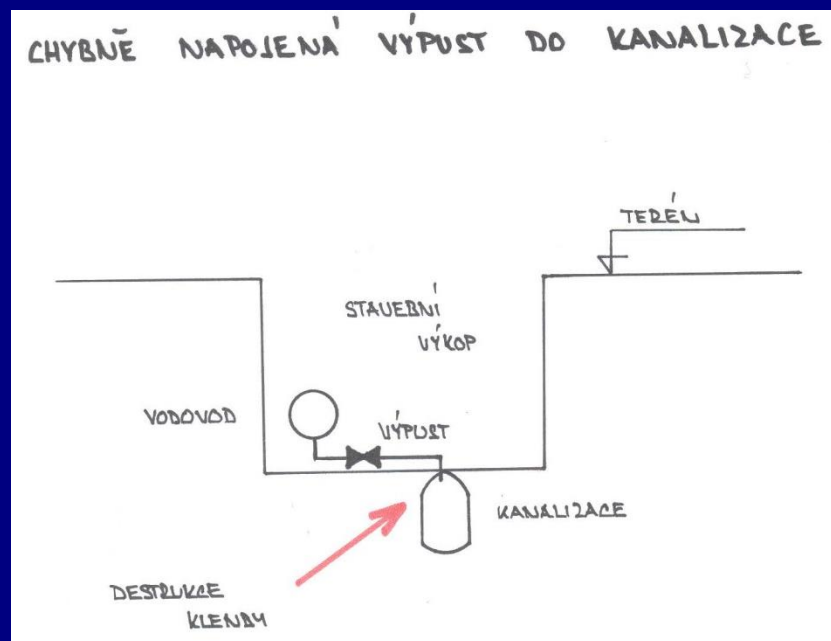 CHYBNĚ NAPOJENÁ VÝPUST DO KANALIZACE
TERÉN
STAVEBNÍ
VÝKOP
VODOVOD
VÝPUST
KANALIZACE
DESTRUKCE
KLENBY